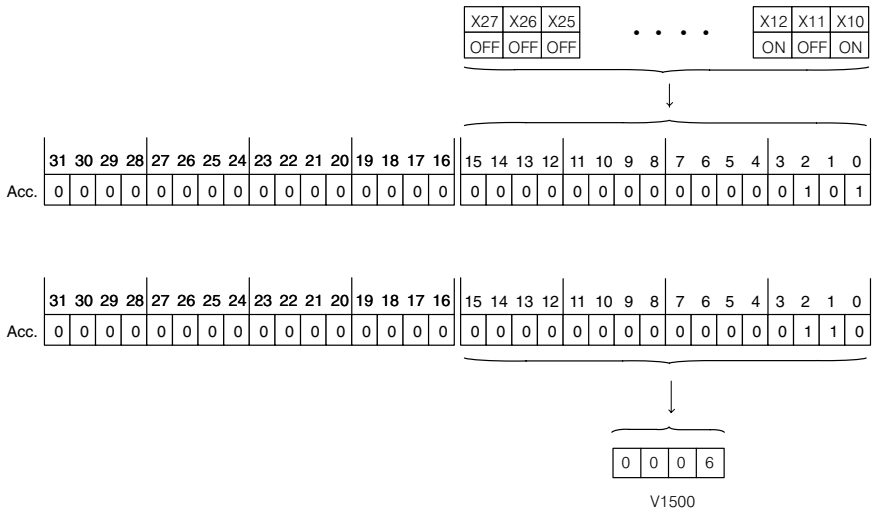 X27 X26 X25 X12 X11 X10
OFF OFF OFF . . . . ON OFF ON
31 30 29 28 27 26 25 24 23 22 21 20 19 18 17 16 15 14 13 12 11 10 9 8 7 6 5 4 3 2 1 0
Acc. 0 0 0 0 0 0 0 0 0 0 0 0 0 0 0 0 0 0 0 0 0 0 0 0 0 0 0 0 0 1 0 1
31 30 29 28 27 26 25 24 23 22 21 20 19 18 17 16 15 14 13 12 11 10 9 8 7 6 5 4 3 2 1 0
Acc. 0 0 0 0 0 0 0 0 0 0 0 0 0 0 0 0 0 0 0 0 0 0 0 0 0 0 0 0 0 1 1 0
0 0 0 6
V1500